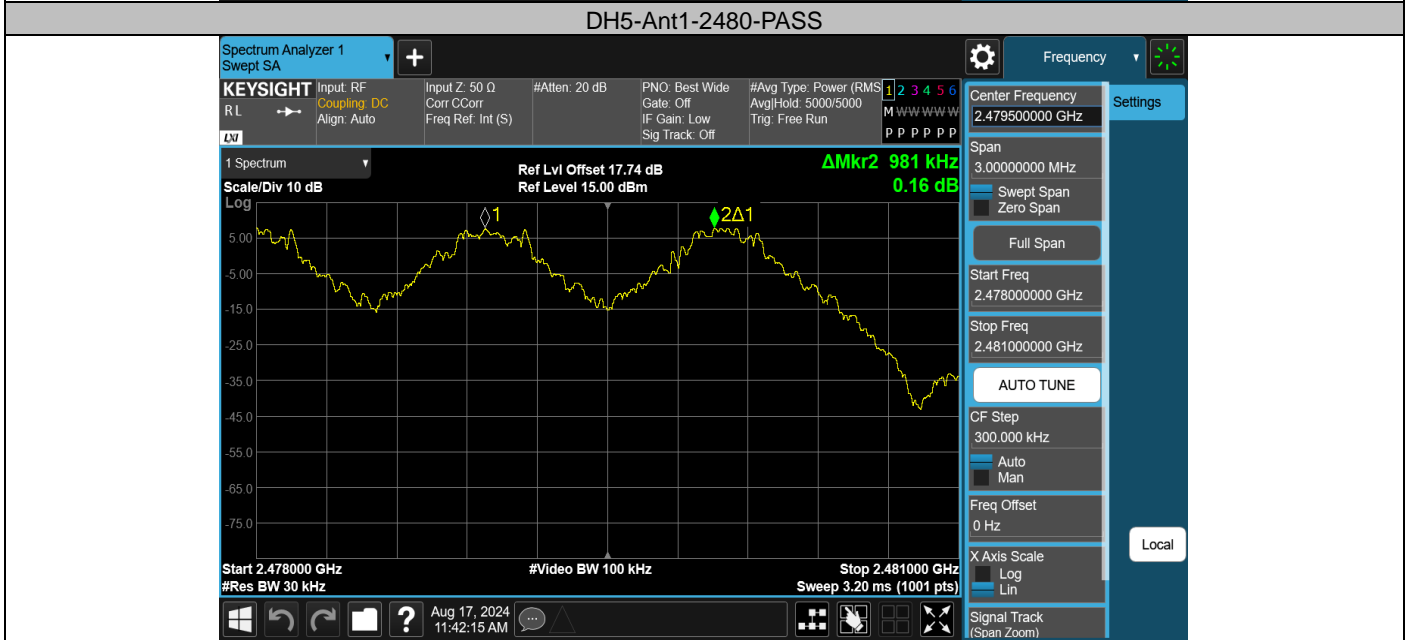 DH5-Ant1-2480-PASS
Spectrum Analyzer 1
Swept SA
Frequency
KEYSIGHT
R L
LXI
Input: RF
Coupling: DC
Align: Auto
Input Z: 50 Ω
Corr CCorr
Freq Ref: Int (S)
#Atten: 20 dB
PNO: Best Wide
Gate: Off
IF Gain: Low
Sig Track: Off
#Avg Type: Power (RMS
Avg|Hold: 5000/5000
Trig: Free Run
1 2 3 4 5 6
M W W W W W
P P P P P P
1 Spectrum
Scale/Div 10 dB
Log
Ref Lvl Offset 17.74 dB
Ref Level 15.00 dBm
ΔMkr2 981 kHz
0.16 dB
1
2Δ1
5.00
-5.00
-15.0
-25.0
-35.0
-45.0
-55.0
-65.0
-75.0
Start 2.478000 GHz
#Res BW 30 kHz
#Video BW 100 kHz
Stop 2.481000 GHz
Sweep 3.20 ms (1001 pts)
Center Frequency
2.479500000 GHz
Settings
Span
3.00000000 MHz
Swept Span
Zero Span
Full Span
Start Freq
2.478000000 GHz
Stop Freq
2.481000000 GHz
AUTO TUNE
CF Step
300.000 kHz
Auto
Man
Freq Offset
0 Hz
X Axis Scale
Log
Lin
Local
Signal Track
(Span Zoom)
?
Aug 17, 2024
11:42:15 AM